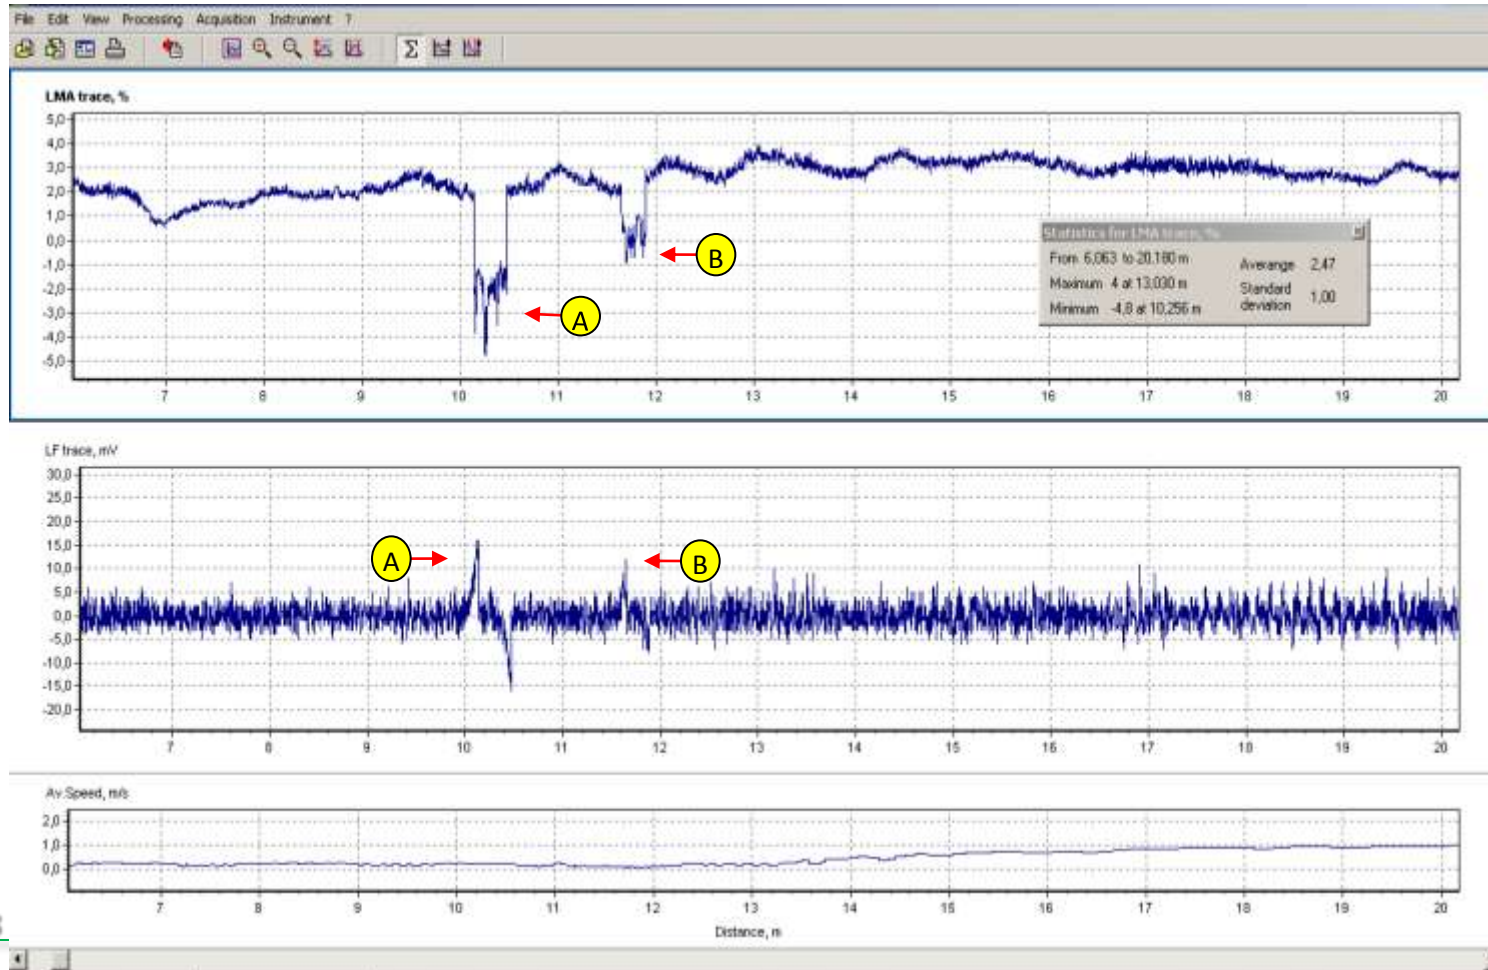 File Edit View Processing Acquisition Instrument ?
LMA trace, %
5,0
4,0
3,0
2,0
1,0
0,0
-1,0
-2,0
-3,0
-4,0
-5,0
B
A
Statistics for LMA trace, %
From 6,063 to 20,180 m
Maximum 4 at 13,030 m
Minimum -4,8 at 10,256 m
Averange 2,47
Standard
deviation 1,00
7 8 9 10 11 12 13 14 15 16 17 18 19 20
LF trace, mV
30,0
25,0
20,0
15,0
10,0
5,0
0,0
-5,0
-10,0
-15,0
-20,0
A
B
7 8 9 10 11 12 13 14 15 16 17 18 19 20
Av.Speed, m/s
2,0
1,0
0,0
7 8 9 10 11 12 13 14 15 16 17 18 19 20
Distance, m